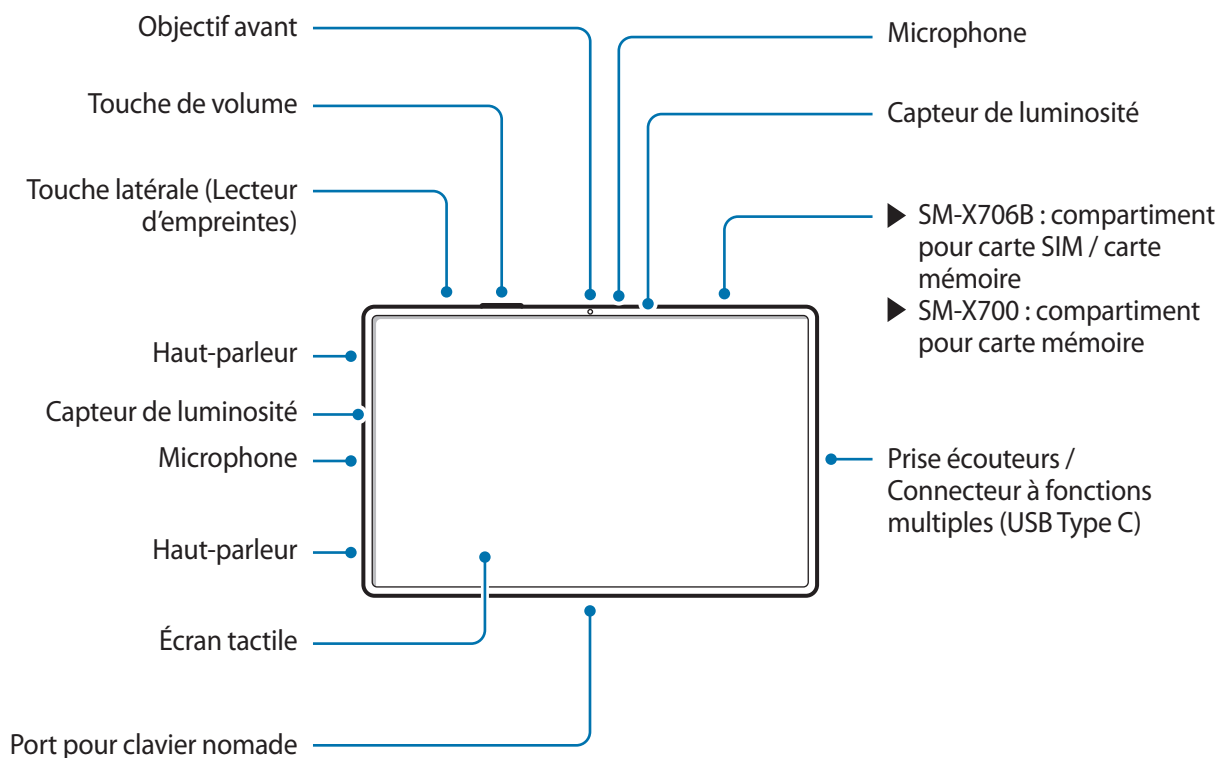 Objectif avant
Touche de volume
Touche latérale (Lecteur
d’empreintes)
Haut-parleur
Capteur de luminosité
Microphone
Haut-parleur
Écran tactile
Port pour clavier nomade
Microphone
Capteur de luminosité
▶ SM-X706B : compartiment
pour carte SIM / carte
mémoire
▶ SM-X700 : compartiment
pour carte mémoire
Prise écouteurs /
Connecteur à fonctions
multiples (USB Type C)